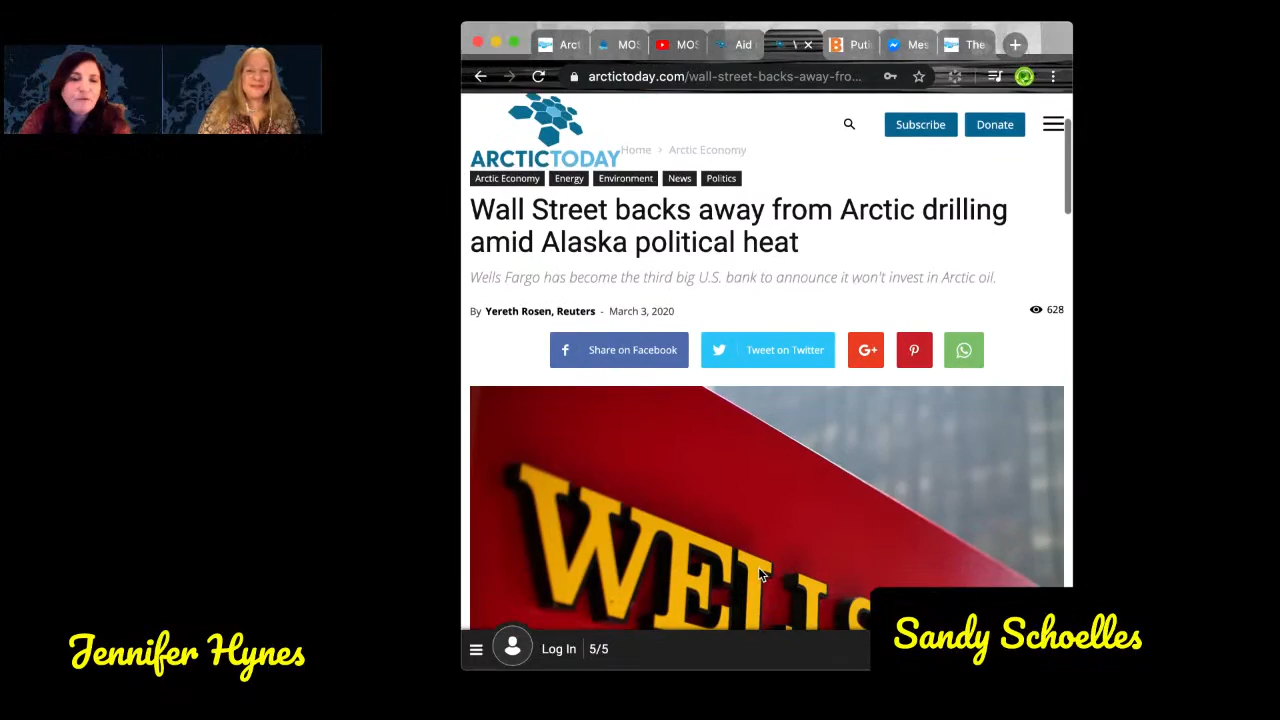 Arct
MOS
MOS
Aid
\
Puti
Mes
The
arctictoday.com/wall-street-backs-away-fro...
ARCTICTODAY
Home > Arctic Economy
Subscribe
Donate
Arctic Economy Energy Environment News Politics
Wall Street backs away from Arctic drilling
amid Alaska political heat
Wells Fargo has become the third big U.S. bank to announce it won't invest in Arctic oil.
By Yereth Rosen, Reuters - March 3, 2020
628
Share on Facebook
Tweet on Twitter
G+
WELLS
Log In 5/5
Jennifer Hynes
Sandy Schoelles